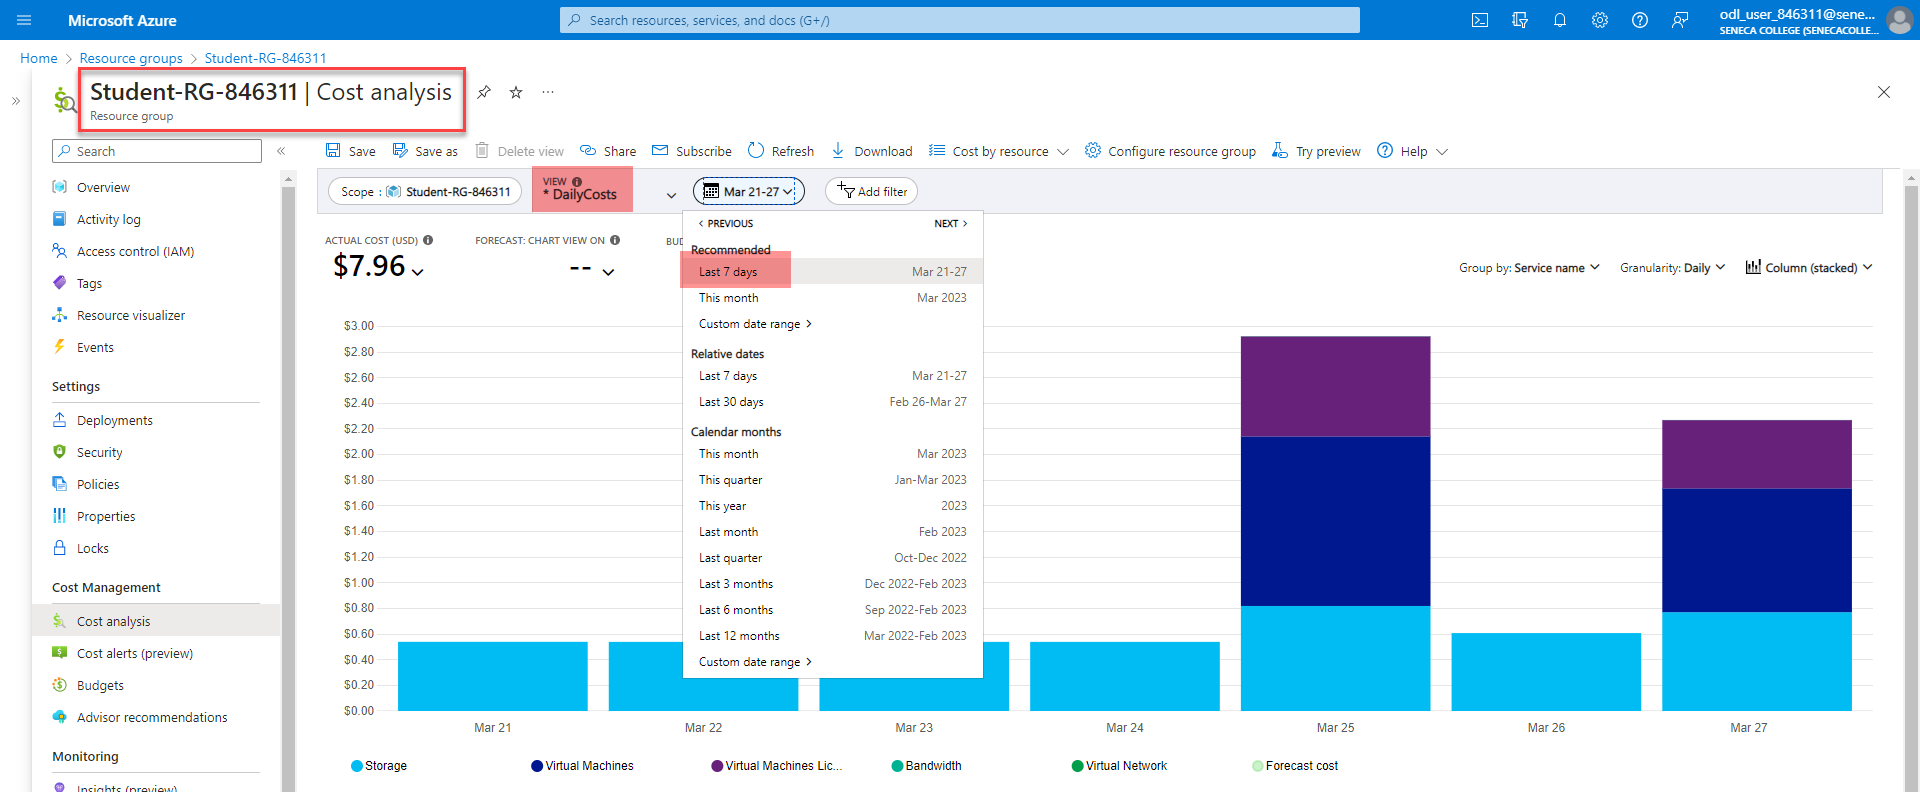 Microsoft Azure
Search resources, services, and docs (G+/)
odl_user_846311@sene...
SENECA COLLEGE (SENECACOLLE...
Home > Resource groups > Student-RG-846311
Student-RG-846311 | Cost analysis
Resource group
Search
Save
Save as
Delete view
Share
Subscribe
Refresh
Download
Cost by resource
Configure resource group
Try preview
Help
Overview
Activity log
Access control (IAM)
Tags
Resource visualizer
Events
Settings
Deployments
Security
Policies
Properties
Locks
Cost Management
Cost analysis
Cost alerts (preview)
Budgets
Advisor recommendations
Monitoring
Insights (preview)
Scope : Student-RG-846311
VIEW
* DailyCosts
Mar 21-27
Add filter
ACTUAL COST (USD)
$7.96
FORECAST: CHART VIEW ON
--
BUD
< PREVIOUS NEXT >
Recommended
Last 7 days Mar 21-27
This month Mar 2023
Custom date range >
Relative dates
Last 7 days Mar 21-27
Last 30 days Feb 26-Mar 27
Calendar months
This month Mar 2023
This quarter Jan-Mar 2023
This year 2023
Last month Feb 2023
Last quarter Oct-Dec 2022
Last 3 months Dec 2022-Feb 2023
Last 6 months Sep 2022-Feb 2023
Last 12 months Mar 2022-Feb 2023
Custom date range >
Group by: Service name
Granularity: Daily
Column (stacked)
$3.00
$2.80
$2.60
$2.40
$2.20
$2.00
$1.80
$1.60
$1.40
$1.20
$1.00
$0.80
$0.60
$0.40
$0.20
$0.00
Mar 21 Mar 22 Mar 23 Mar 24 Mar 25 Mar 26 Mar 27
Storage Virtual Machines Virtual Machines Lic... Bandwidth Virtual Network Forecast cost